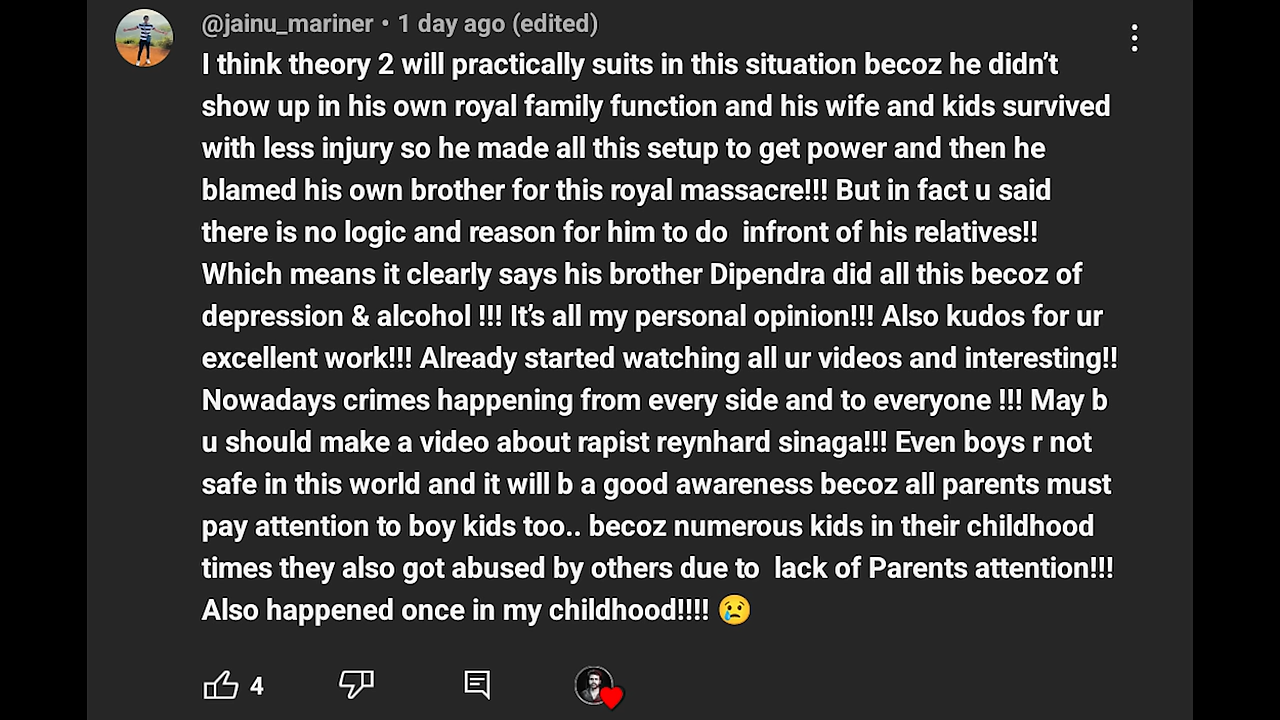 @jainu_mariner • 1 day ago (edited)
I think theory 2 will practically suits in this situation becoz he didn’t
show up in his own royal family function and his wife and kids survived
with less injury so he made all this setup to get power and then he
blamed his own brother for this royal massacre!!! But in fact u said
there is no logic and reason for him to do  infront of his relatives!!
Which means it clearly says his brother Dipendra did all this becoz of
depression & alcohol !!! It’s all my personal opinion!!! Also kudos for ur
excellent work!!! Already started watching all ur videos and interesting!!
Nowadays crimes happening from every side and to everyone !!! May b
u should make a video about rapist reynhard sinaga!!! Even boys r not
safe in this world and it will b a good awareness becoz all parents must
pay attention to boy kids too.. becoz numerous kids in their childhood
times they also got abused by others due to  lack of Parents attention!!!
Also happened once in my childhood!!!! 😢
4